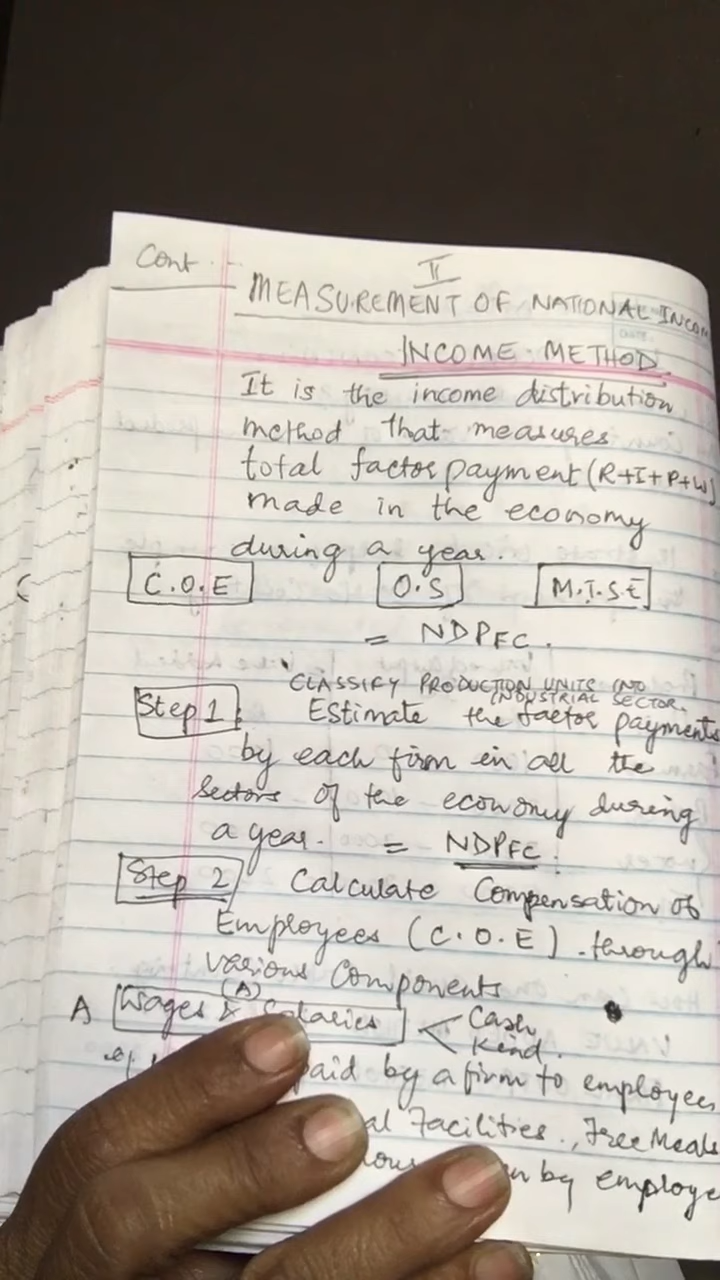 Cont...
II
MEASUREMENT OF NATIONAL INCOM
INCOME METHOD
It is the income distribution
method that measures
total factor payment (R+I+P+W)
made in the economy
during a year.
C.O.E O.S M.I.S.E
= NDPFC.
CLASSIFY PRODUCTION UNITS INTO
INDUSTRIAL SECTOR.
Step 1: Estimate the factor payments
by each firm in all the
sectors of the economy during
a year. = NDPFC.
Step 2 Calculate Compensation of
Employees (C.O.E). through
various Components
(A)
A Wages & Salaries < Cash
Kind.
paid by a firm to employees
Facilities., Free Meals
by employe